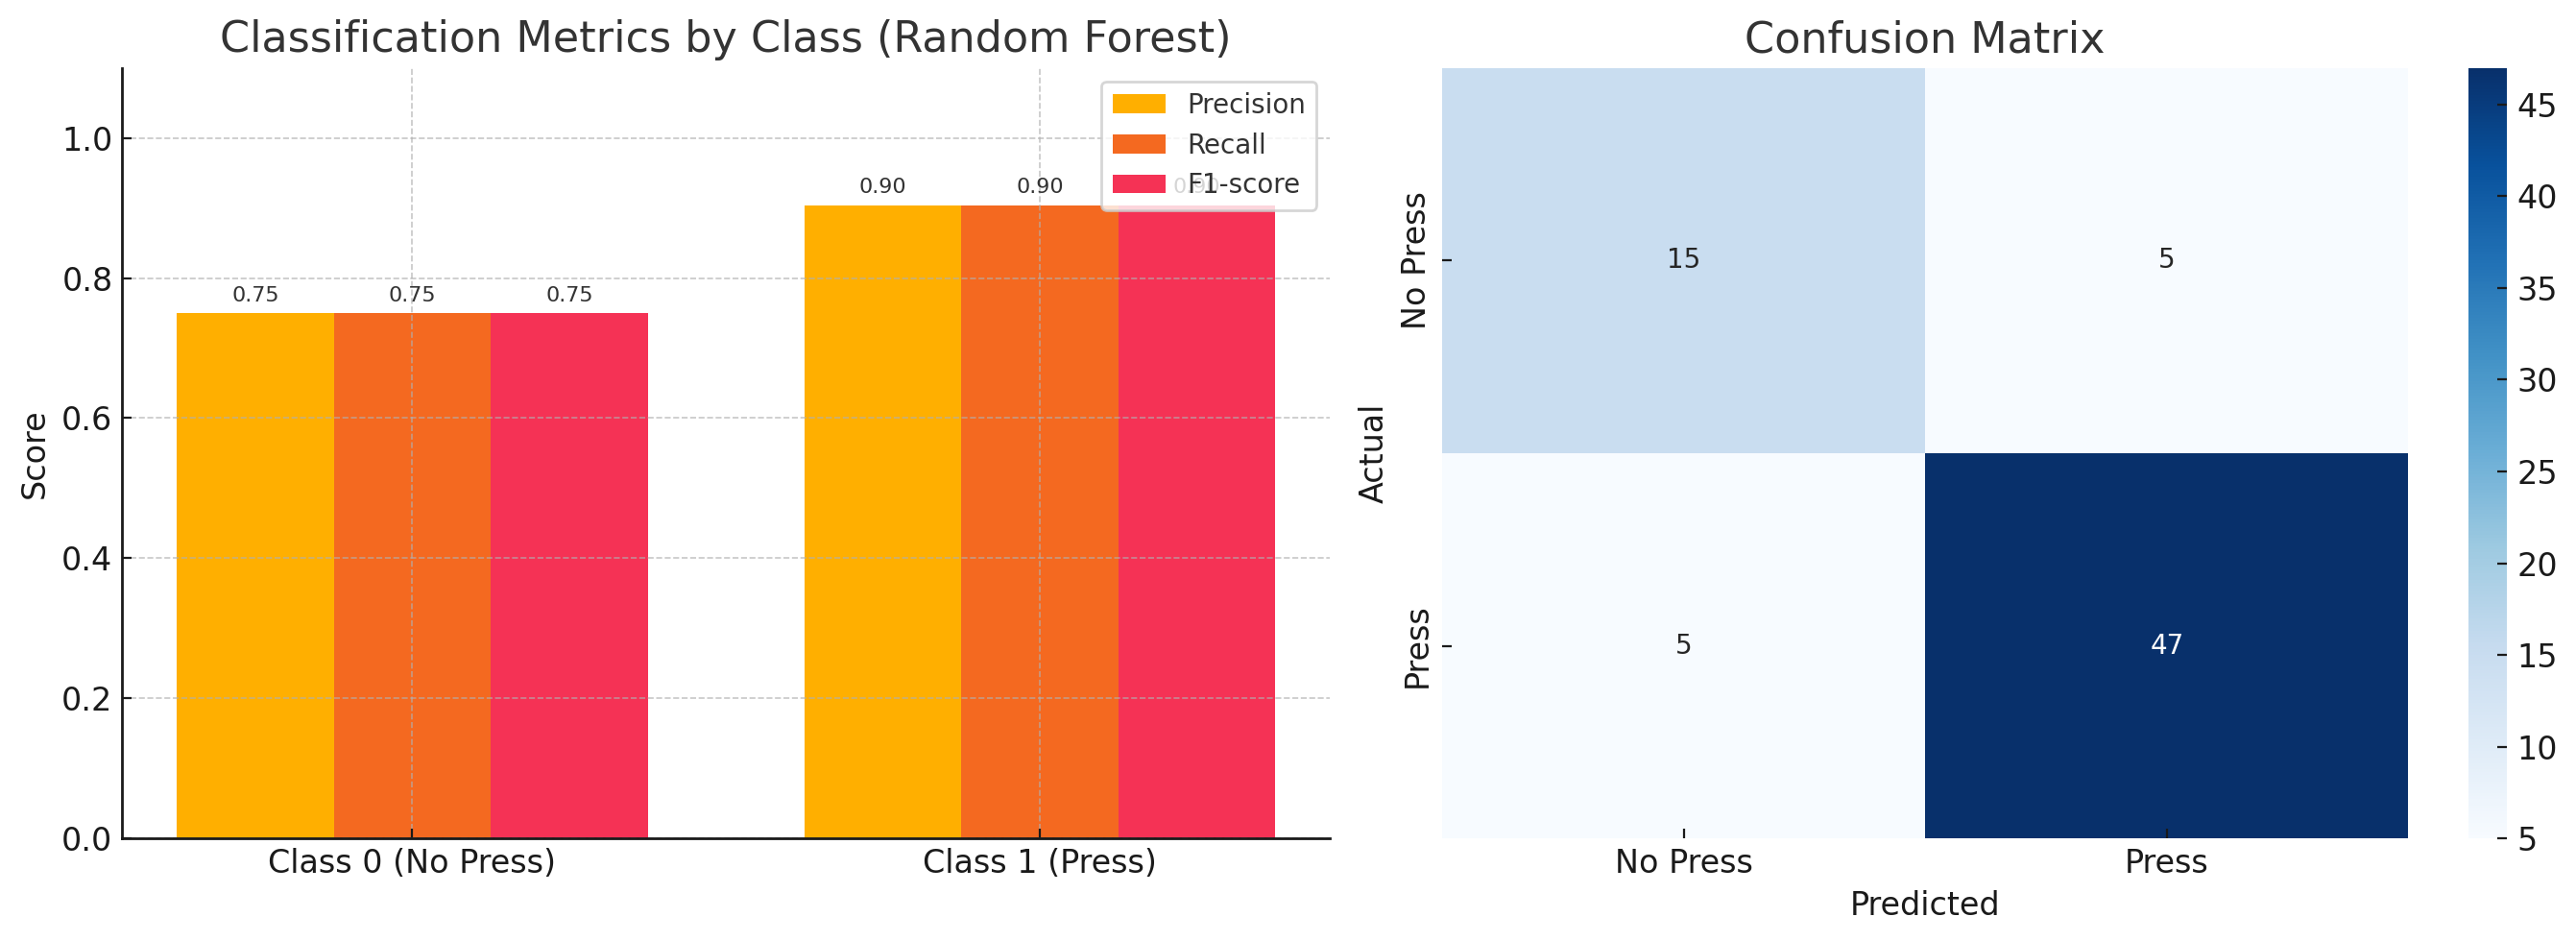 Classification Metrics by Class (Random Forest)
Precision
Recall
F1-score
1.0
0.8
0.6
0.4
0.2
0.0
Score
0.75
0.75
0.75
0.90
0.90
0.90
Class 0 (No Press)
Class 1 (Press)
Confusion Matrix
Actual
No Press
Press
15
5
5
47
No Press
Press
Predicted
45
40
35
30
25
20
15
10
5